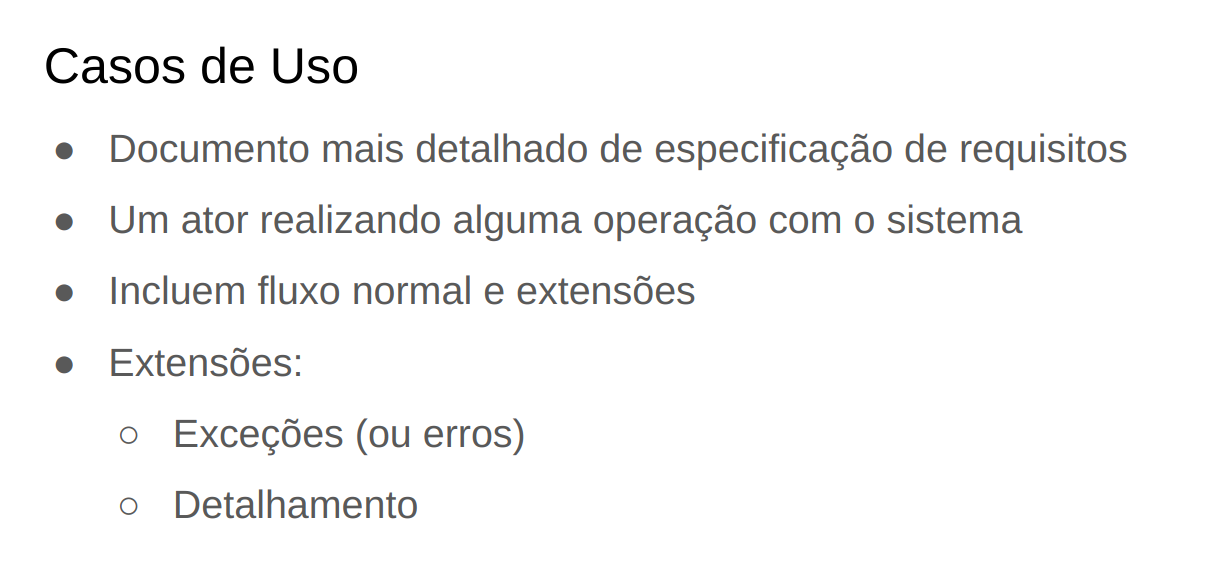 Casos de Uso
● Documento mais detalhado de especificação de requisitos
● Um ator realizando alguma operação com o sistema
● Incluem fluxo normal e extensões
● Extensões:
○ Exceções (ou erros)
○ Detalhamento